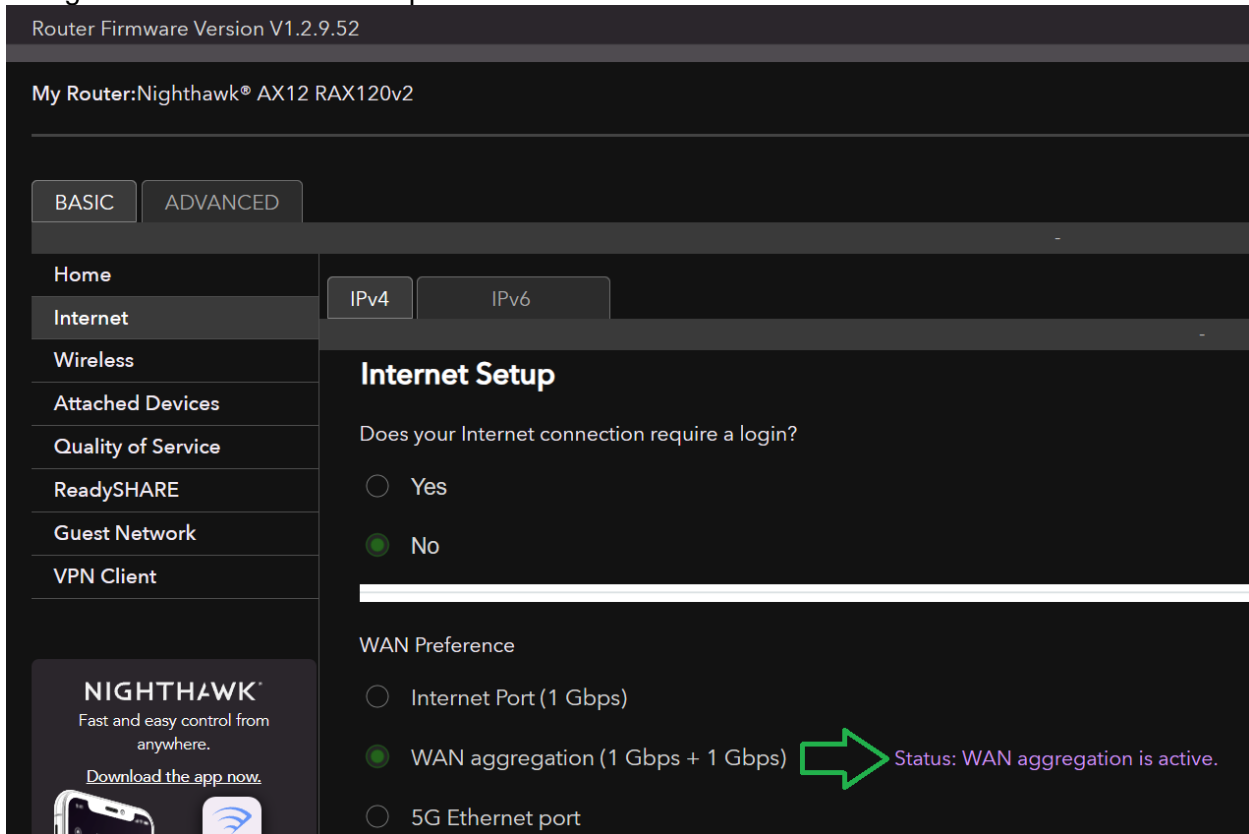 Router Firmware Version V1.2.9.52
My Router:Nighthawk® AX12 RAX120v2
BASIC
ADVANCED
-
Home
Internet
Wireless
Attached Devices
Quality of Service
ReadySHARE
Guest Network
VPN Client
NIGHTHAWK
Fast and easy control from
anywhere.
Download the app now.
IPv4
IPv6
-
Internet Setup
Does your Internet connection require a login?
Yes
No
WAN Preference
Internet Port (1 Gbps)
WAN aggregation (1 Gbps + 1 Gbps)
Status: WAN aggregation is active.
5G Ethernet port